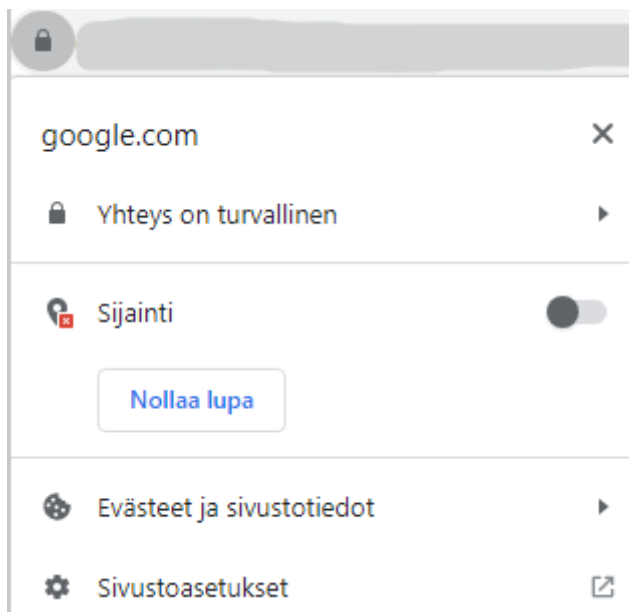 google.com
Yhteys on turvallinen
Sijainti
Nollaa lupa
Evästeet ja sivustotiedot
Sivustoasetukset